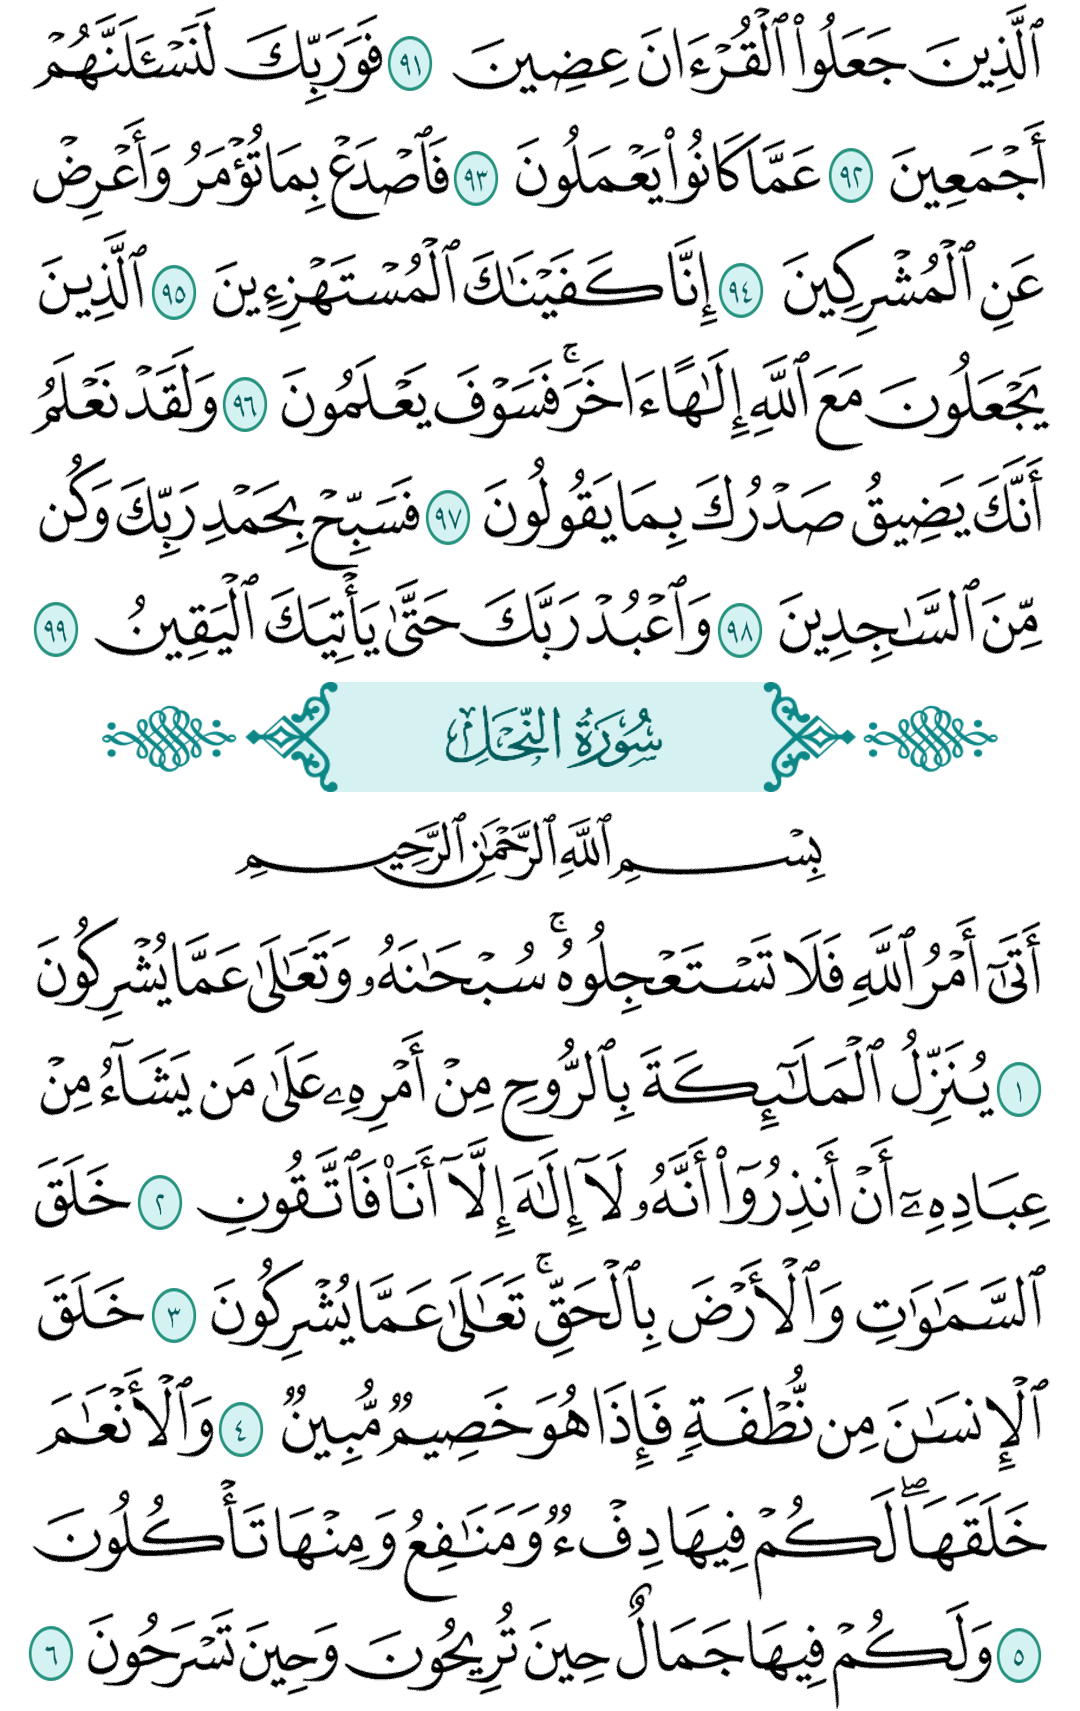 ٱلَّذِينَ جَعَلُوا۟ ٱلْقُرْءَانَ عِضِينَ ٩١ فَوَرَبِّكَ لَنَسْـَٔلَنَّهُمْ
أَجْمَعِينَ ٩٢ عَمَّا كَانُوا۟ يَعْمَلُونَ ٩٣ فَٱصْدَعْ بِمَا تُؤْمَرُ وَأَعْرِضْ
عَنِ ٱلْمُشْرِكِينَ ٩٤ إِنَّا كَفَيْنَـٰكَ ٱلْمُسْتَهْزِءِينَ ٩٥ ٱلَّذِينَ
يَجْعَلُونَ مَعَ ٱللَّهِ إِلَـٰهًا ءَاخَرَ ۚ فَسَوْفَ يَعْلَمُونَ ٩٦ وَلَقَدْ نَعْلَمُ
أَنَّكَ يَضِيقُ صَدْرُكَ بِمَا يَقُولُونَ ٩٧ فَسَبِّحْ بِحَمْدِ رَبِّكَ وَكُن
مِّنَ ٱلسَّـٰجِدِينَ ٩٨ وَٱعْبُدْ رَبَّكَ حَتَّىٰ يَأْتِيَكَ ٱلْيَقِينُ ٩٩
سُورَةُ النَّحْلِ
بِسْمِ ٱللَّهِ ٱلرَّحْمَـٰنِ ٱلرَّحِيمِ
أَتَىٰٓ أَمْرُ ٱللَّهِ فَلَا تَسْتَعْجِلُوهُ ۚ سُبْحَـٰنَهُۥ وَتَعَـٰلَىٰ عَمَّا يُشْرِكُونَ
١ يُنَزِّلُ ٱلْمَلَـٰٓئِكَةَ بِٱلرُّوحِ مِنْ أَمْرِهِۦ عَلَىٰ مَن يَشَآءُ مِنْ
عِبَادِهِۦٓ أَنْ أَنذِرُوٓا۟ أَنَّهُۥ لَآ إِلَـٰهَ إِلَّآ أَنَا۠ فَٱتَّقُونِ ٢ خَلَقَ
ٱلسَّمَـٰوَٰتِ وَٱلْأَرْضَ بِٱلْحَقِّ ۚ تَعَـٰلَىٰ عَمَّا يُشْرِكُونَ ٣ خَلَقَ
ٱلْإِنسَـٰنَ مِن نُّطْفَةٍ فَإِذَا هُوَ خَصِيمٌ مُّبِينٌ ٤ وَٱلْأَنْعَـٰمَ
خَلَقَهَا ۗ لَكُمْ فِيهَا دِفْءٌ وَمَنَـٰفِعُ وَمِنْهَا تَأْكُلُونَ
٥ وَلَكُمْ فِيهَا جَمَالٌ حِينَ تُرِيحُونَ وَحِينَ تَسْرَحُونَ ٦